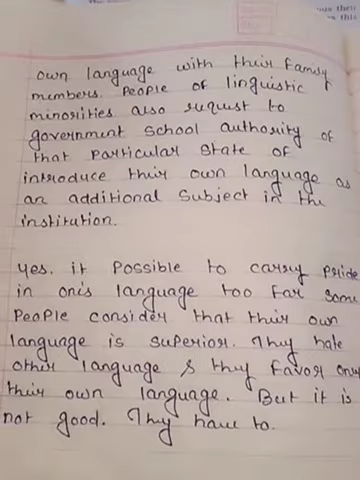 own language with their family
members. People of linguistic
minorities also request to
government school authority of
that particular state of
introduce their own language as
an additional subject in the
institution.
Yes. it possible to carry pride
in one's language too far some
people consider that their own
language is superior. They hate
other language & they favor only
their own language. But it is
not good. They have to.